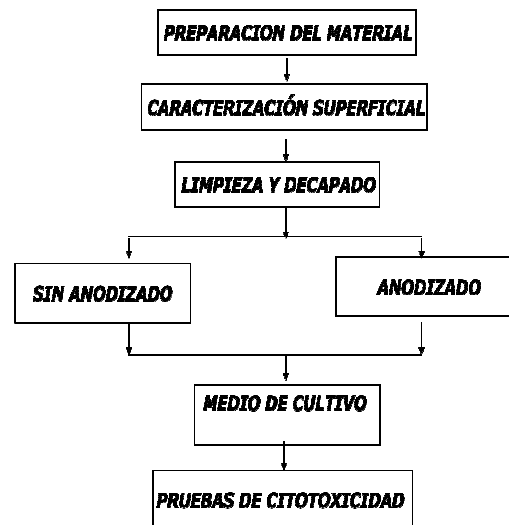 PREPARACION DEL MATERIAL
CARACTERIZACIÓN SUPERFICIAL
LIMPIEZA Y DECAPADO
SIN ANODIZADO
ANODIZADO
MEDIO DE CULTIVO
PRUEBAS DE CITOTOXICIDAD